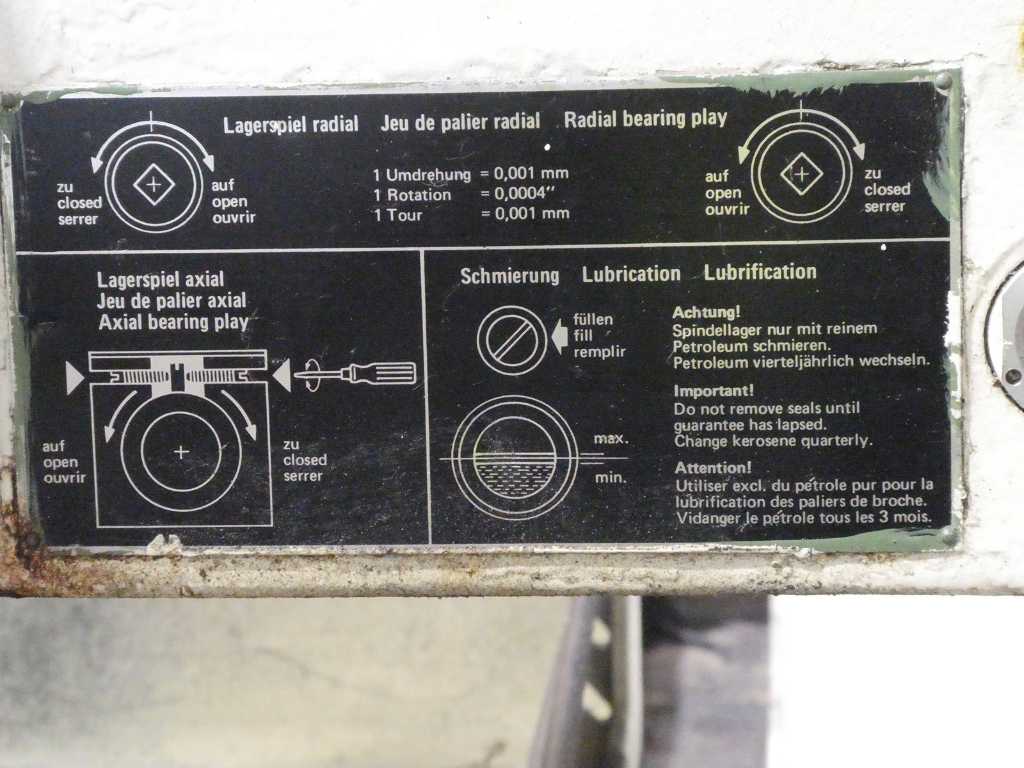 Lagerspiel radial Jeu de palier radial Radial bearing play
zu
closed
serrer
auf
open
ouvrir
1 Umdrehung = 0,001 mm
1 Rotation = 0,0004"
1 Tour = 0,001 mm
auf
open
ouvrir
zu
closed
serrer
Lagerspiel axial
Jeu de palier axial
Axial bearing play
auf
open
ouvrir
zu
closed
serrer
Schmierung Lubrication Lubrification
füllen
fill
remplir
max.
min.
Achtung!
Spindellager nur mit reinem
Petroleum schmieren.
Petroleum vierteljährlich wechseln.
Important!
Do not remove seals until
guarantee has lapsed.
Change kerosene quarterly.
Attention!
Utiliser excl. du pétrole pur pour la
lubrification des paliers de broche.
Vidanger le pétrole tous les 3 mois.